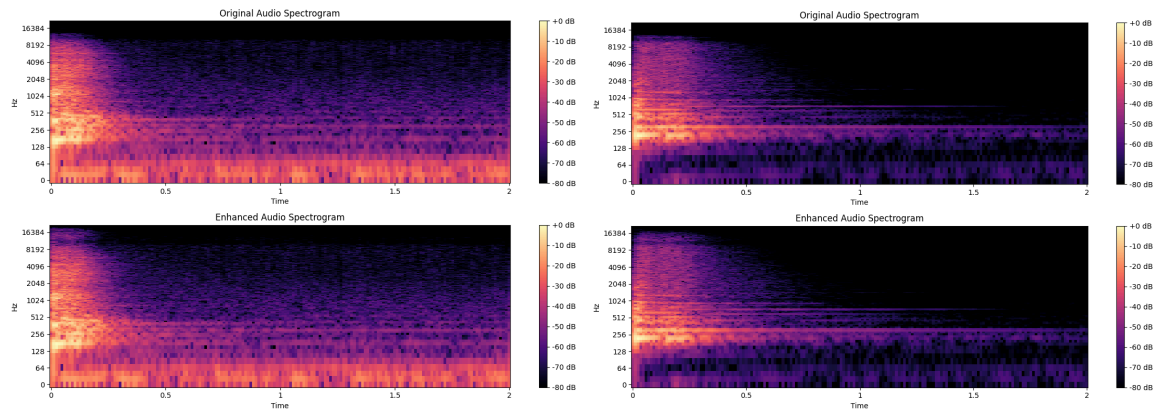 Original Audio Spectrogram
16384
8192
4096
2048
1024
512
256
128
64
0
Hz
0
0.5
1
1.5
2
Time
+0 dB
-10 dB
-20 dB
-30 dB
-40 dB
-50 dB
-60 dB
-70 dB
-80 dB
Original Audio Spectrogram
16384
8192
4096
2048
1024
512
256
128
64
0
Hz
0
0.5
1
1.5
2
Time
+0 dB
-10 dB
-20 dB
-30 dB
-40 dB
-50 dB
-60 dB
-70 dB
-80 dB
Enhanced Audio Spectrogram
16384
8192
4096
2048
1024
512
256
128
64
0
Hz
0
0.5
1
1.5
2
Time
+0 dB
-10 dB
-20 dB
-30 dB
-40 dB
-50 dB
-60 dB
-70 dB
-80 dB
Enhanced Audio Spectrogram
16384
8192
4096
2048
1024
512
256
128
64
0
Hz
0
0.5
1
1.5
2
Time
+0 dB
-10 dB
-20 dB
-30 dB
-40 dB
-50 dB
-60 dB
-70 dB
-80 dB